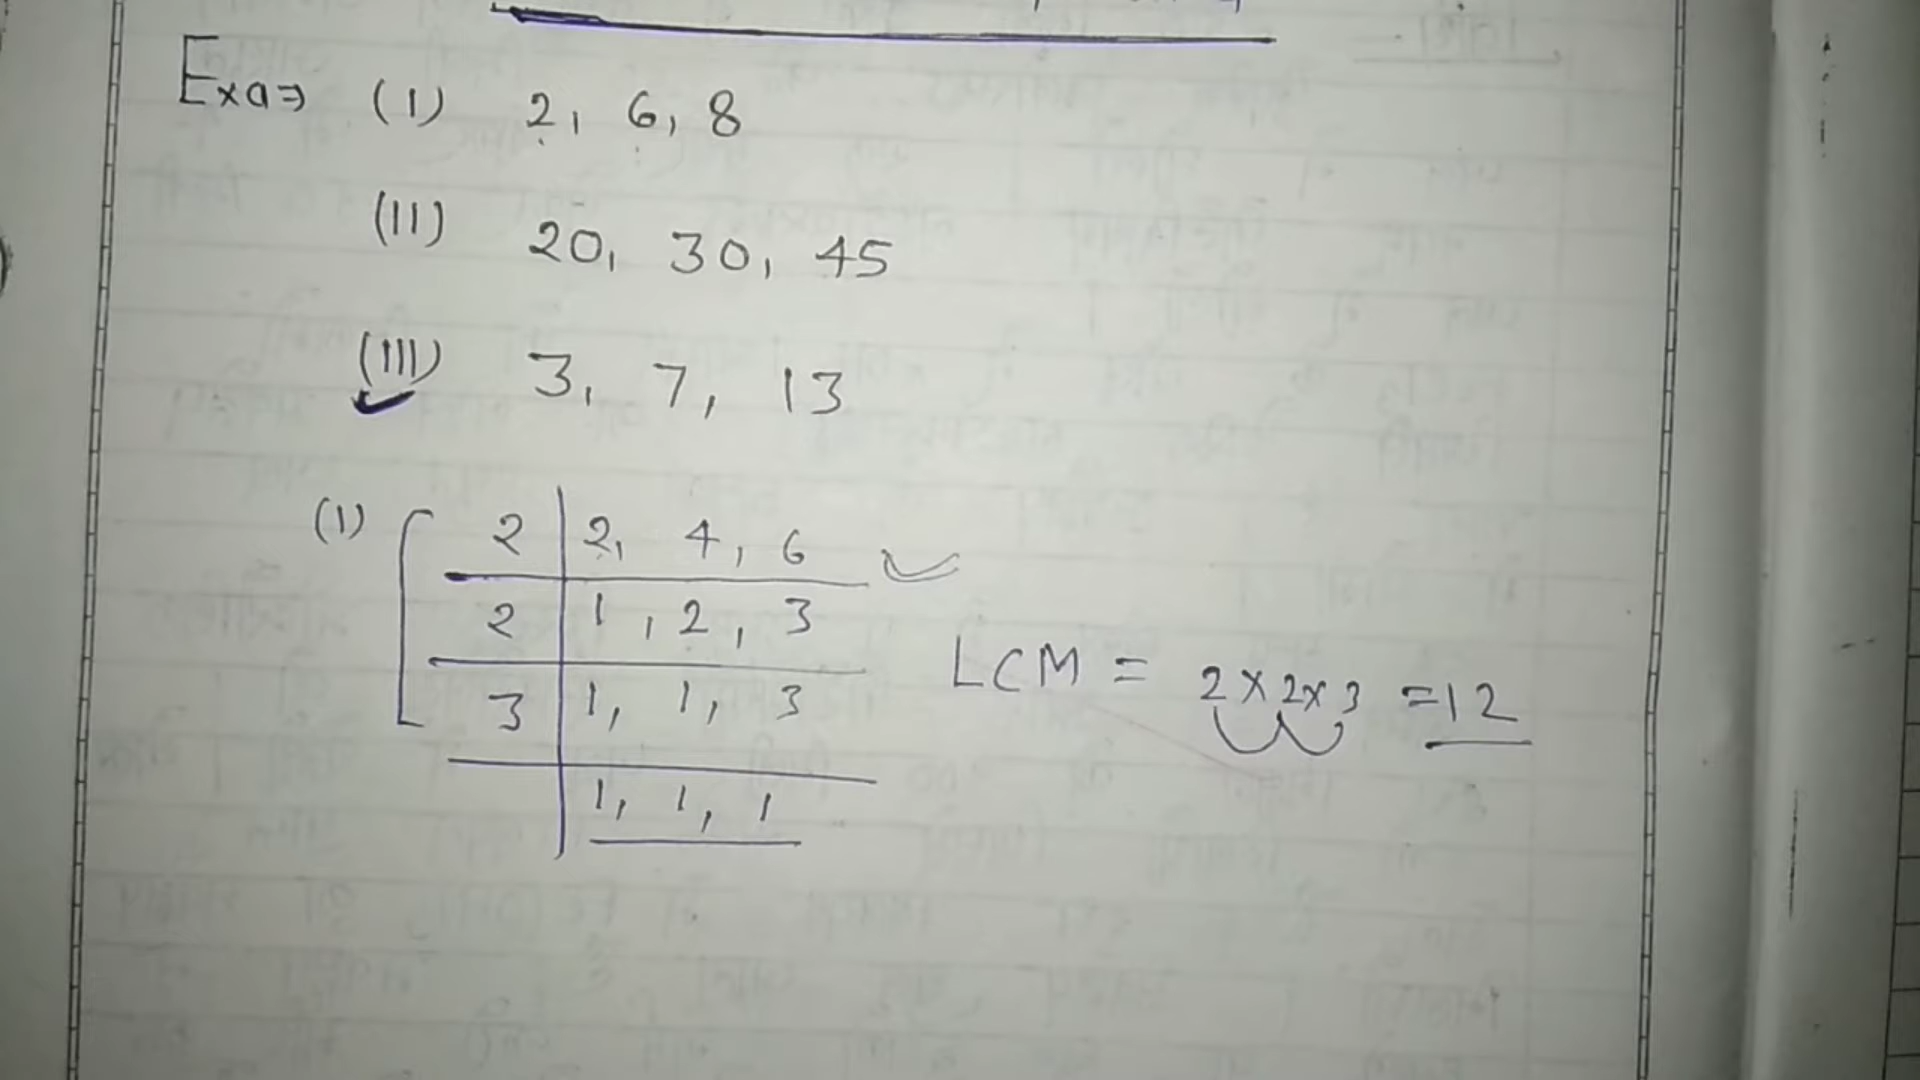 Exa⇒ (I) 2, 6, 8
(II) 20, 30, 45
(III) 3, 7, 13
(1) 2 | 2, 4, 6
2 | 1, 2, 3
3 | 1, 1, 3
1, 1, 1
LCM = 2×2×3 = 12